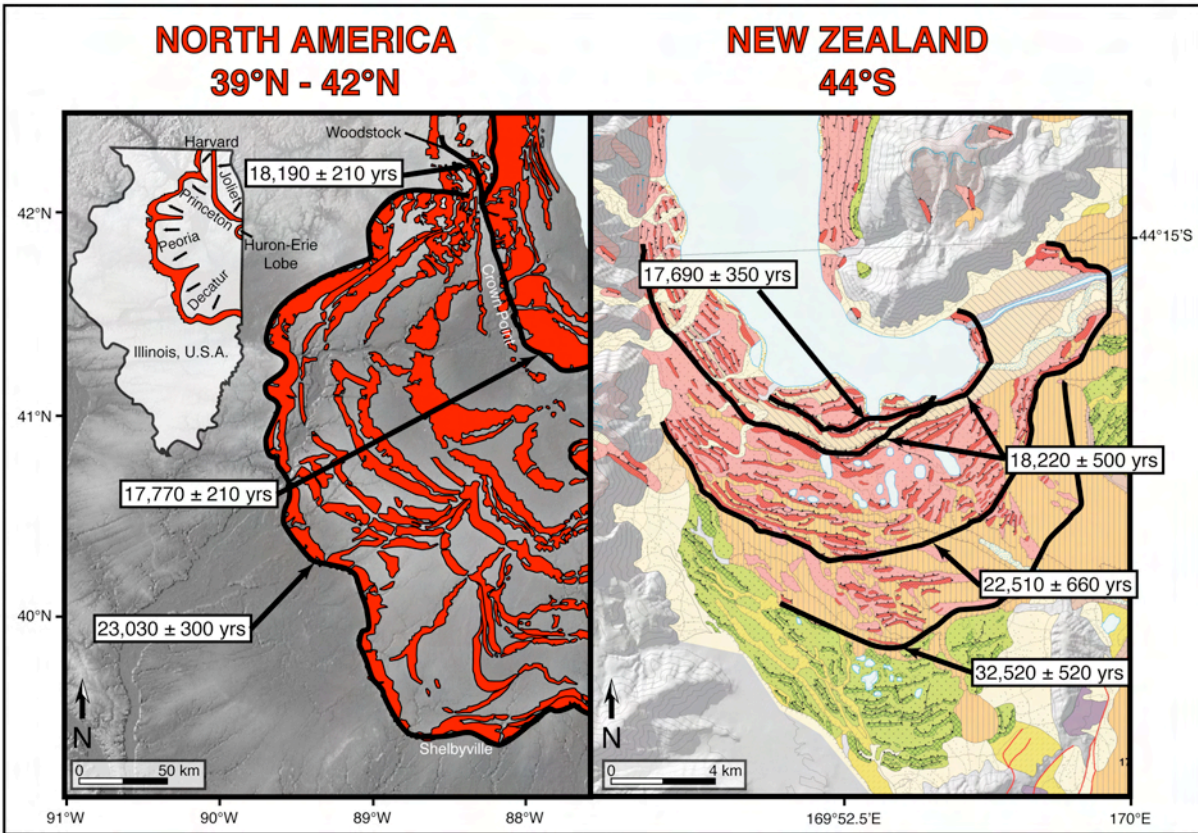 NORTH AMERICA
39°N - 42°N
NEW ZEALAND
44°S
Woodstock
18,190 ± 210 yrs
Harvard
Joliet
Princeton
Peoria
Huron-Erie
Lobe
Decatur
Illinois, U.S.A.
Crown Point
17,770 ± 210 yrs
23,030 ± 300 yrs
Shelbyville
N
0 50 km
42°N
41°N
40°N
91°W
90°W
89°W
88°W
17,690 ± 350 yrs
18,220 ± 500 yrs
22,510 ± 660 yrs
32,520 ± 520 yrs
N
0 4 km
44°15'S
169°52.5'E
170°E